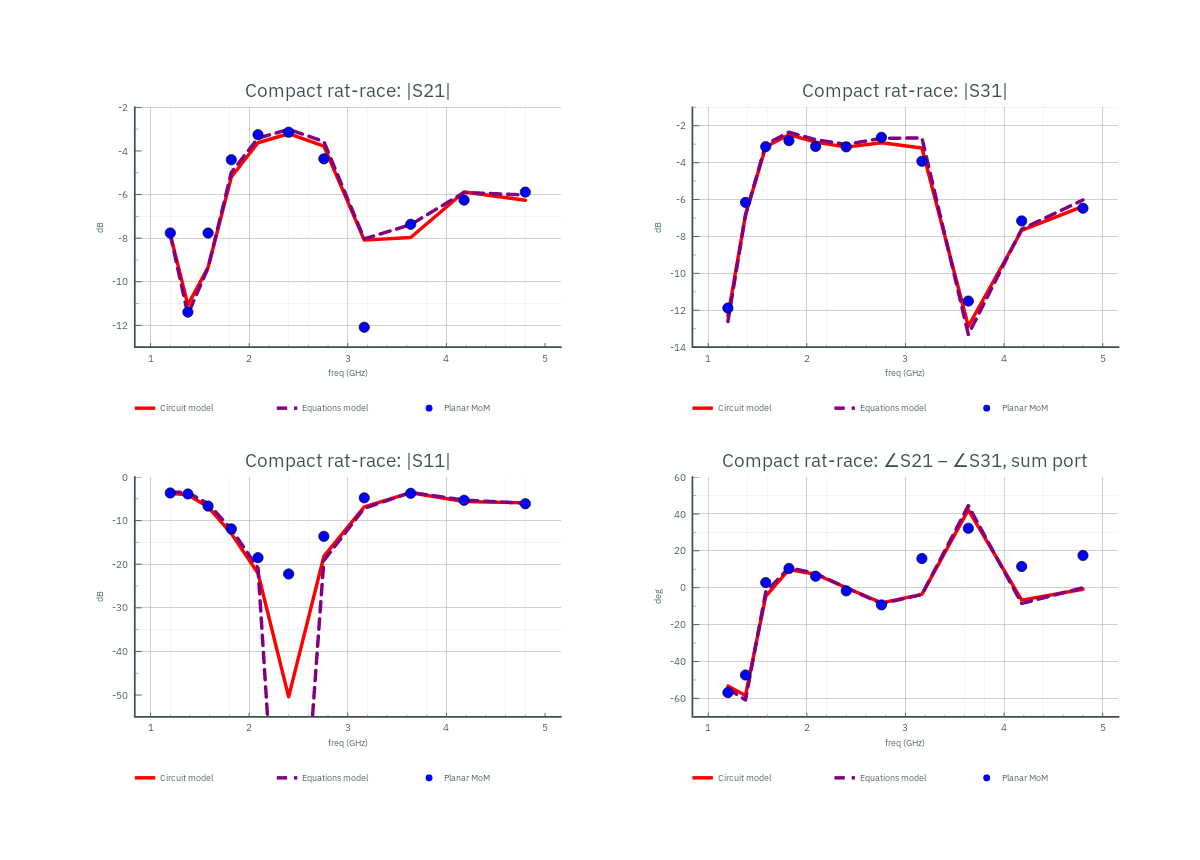 Compact rat-race: |S21|
-2
-4
-6
-8
-10
-12
dB
1 2 3 4 5
freq (GHz)
Circuit model Equations model Planar MoM
Compact rat-race: |S31|
-2
-4
-6
-8
-10
-12
-14
dB
1 2 3 4 5
freq (GHz)
Circuit model Equations model Planar MoM
Compact rat-race: |S11|
0
-10
-20
-30
-40
-50
dB
1 2 3 4 5
freq (GHz)
Circuit model Equations model Planar MoM
Compact rat-race: ∠S21 – ∠S31, sum port
60
40
20
0
-20
-40
-60
deg
1 2 3 4 5
freq (GHz)
Circuit model Equations model Planar MoM